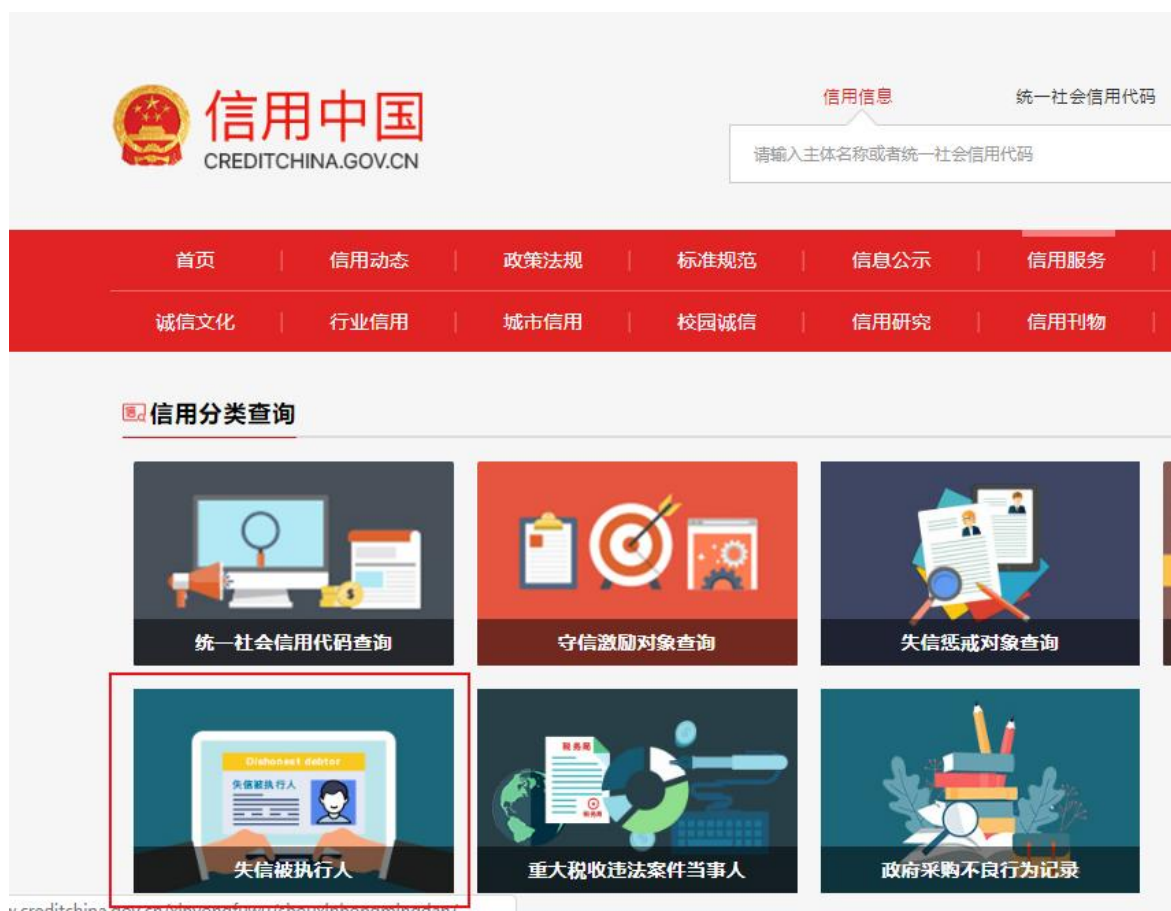 信用中国
CREDITCHINA.GOV.CN
信用信息 统一社会信用代码
请输入主体名称或者统一社会信用代码
首页 信用动态 政策法规 标准规范 信息公示 信用服务
诚信文化 行业信用 城市信用 校园诚信 信用研究 信用刊物
信用分类查询
统一社会信用代码查询 守信激励对象查询 失信惩戒对象查询
Dishonest debtor
失信被执行人
税务局
失信被执行人 重大税收违法案件当事人 政府采购不良行为记录